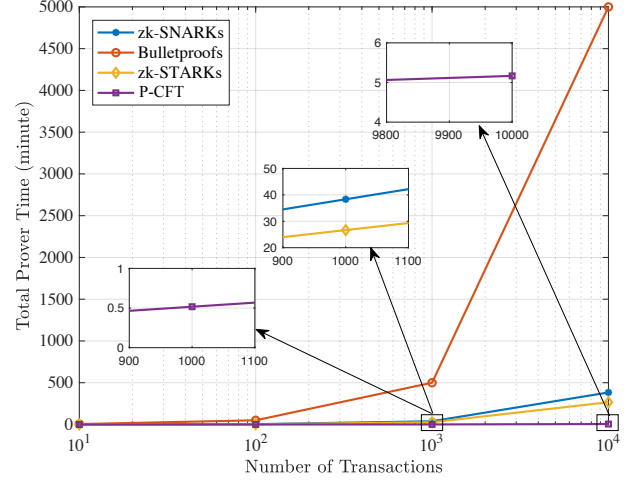 5000
4500
4000
3500
3000
2500
2000
1500
1000
500
0
Total Prover Time (minute)
zk-SNARKs
Bulletproofs
zk-STARKs
P-CFT
6
5
4
9800 9900 10000
50
40
30
20
900 1000 1100
1
0.5
0
900 1000 1100
10^1 10^2 10^3 10^4
Number of Transactions